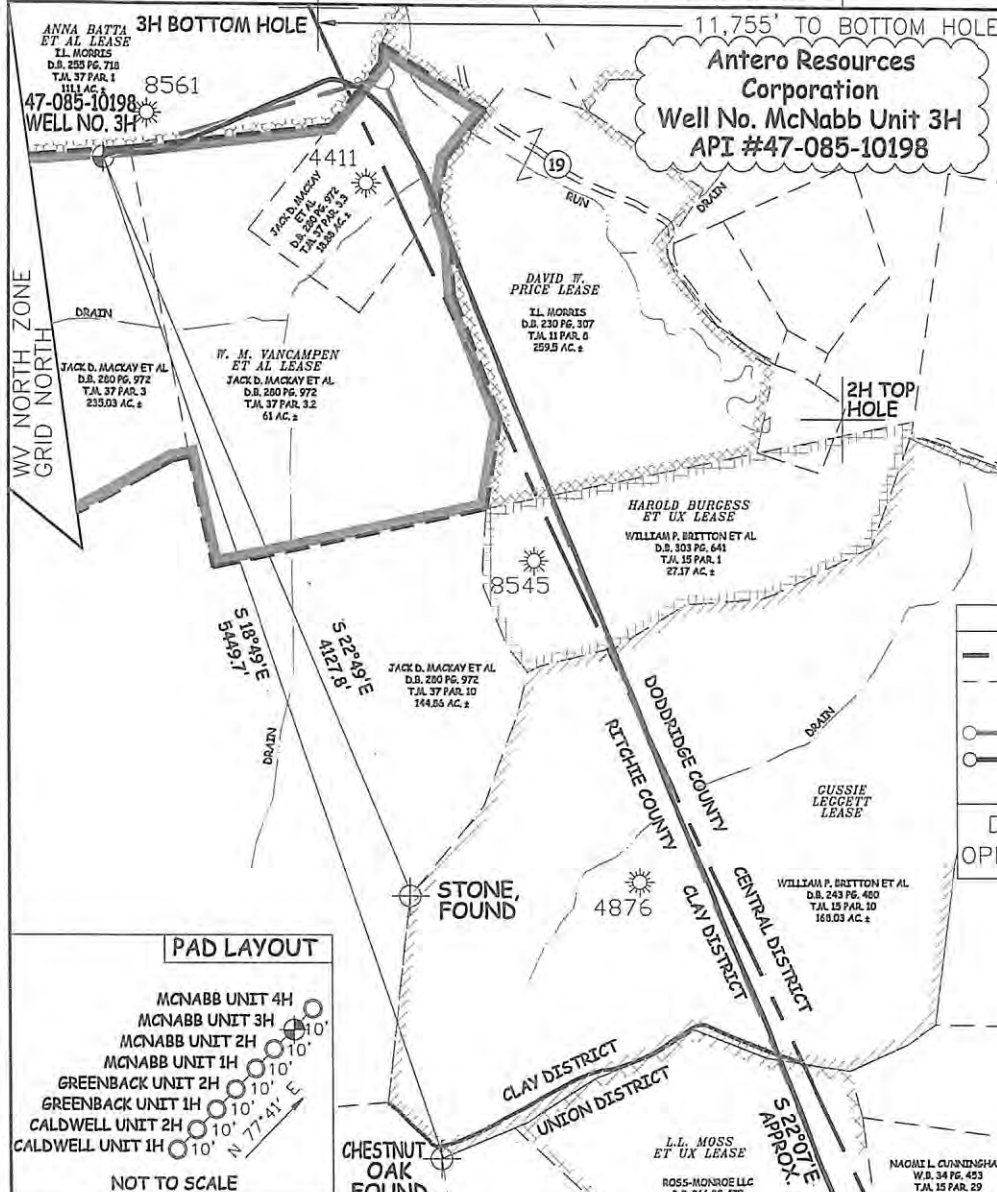 3H BOTTOM HOLE
11,755' TO BOTTOM HOLE
Antero Resources
Corporation
Well No. McNabb Unit 3H
API #47-085-10198
ANNA BATTA
ET AL LEASE
I.L. MORRIS
D.B. 255 PG. 718
T.M. 37 PAR. 1
111.1 AC. ±
47-085-10198
WELL NO. 3H
8561
4411
JACK D. MACKAY
ET AL
D.B. 280 PG. 972
T.M. 37 PAR. 3.3
18.88 AC. ±
19
RUN
DRAIN
DAVID W.
PRICE LEASE
I.L. MORRIS
D.B. 230 PG. 307
T.M. 11 PAR. 8
259.5 AC. ±
WV NORTH ZONE
GRID NORTH
DRAIN
JACK D. MACKAY ET AL
D.B. 280 PG. 972
T.M. 37 PAR. 3
235.03 AC. ±
W. M. VANCAMPEN
ET AL LEASE
JACK D. MACKAY ET AL
D.B. 280 PG. 972
T.M. 37 PAR. 3.2
61 AC. ±
2H TOP
HOLE
HAROLD BURGESS
ET UX LEASE
WILLIAM P. BRITTON ET AL
D.B. 303 PG. 641
T.M. 15 PAR. 1
27.17 AC. ±
8545
S 18°49'E
5449.7'
S 22°49'E
4127.8'
JACK D. MACKAY ET AL
D.B. 280 PG. 972
T.M. 37 PAR. 10
144.86 AC. ±
DRAIN
DODDRIDGE COUNTY
RITCHIE COUNTY
DRAIN
GUSSIE
LEGGETT
LEASE
OP
STONE,
FOUND
4876
CLAY DISTRICT
CENTRAL DISTRICT
WILLIAM P. BRITTON ET AL
D.B. 243 PG. 480
T.M. 15 PAR. 10
168.03 AC. ±
PAD LAYOUT
MCNABB UNIT 4H
MCNABB UNIT 3H
10'
MCNABB UNIT 2H
10'
MCNABB UNIT 1H
10'
GREENBACK UNIT 2H
10'
GREENBACK UNIT 1H
10'
CALDWELL UNIT 2H
10'
CALDWELL UNIT 1H
10'
N 77°41' E
NOT TO SCALE
CLAY DISTRICT
UNION DISTRICT
CHESTNUT
OAK
FOUND
S 22°07'E
APPROX.
L.L. MOSS
ET UX LEASE
ROSS-MONROE LLC
NAOMI L. CUNNINGHA
W.B. 34 PG. 453
T.M. 15 PAR. 29